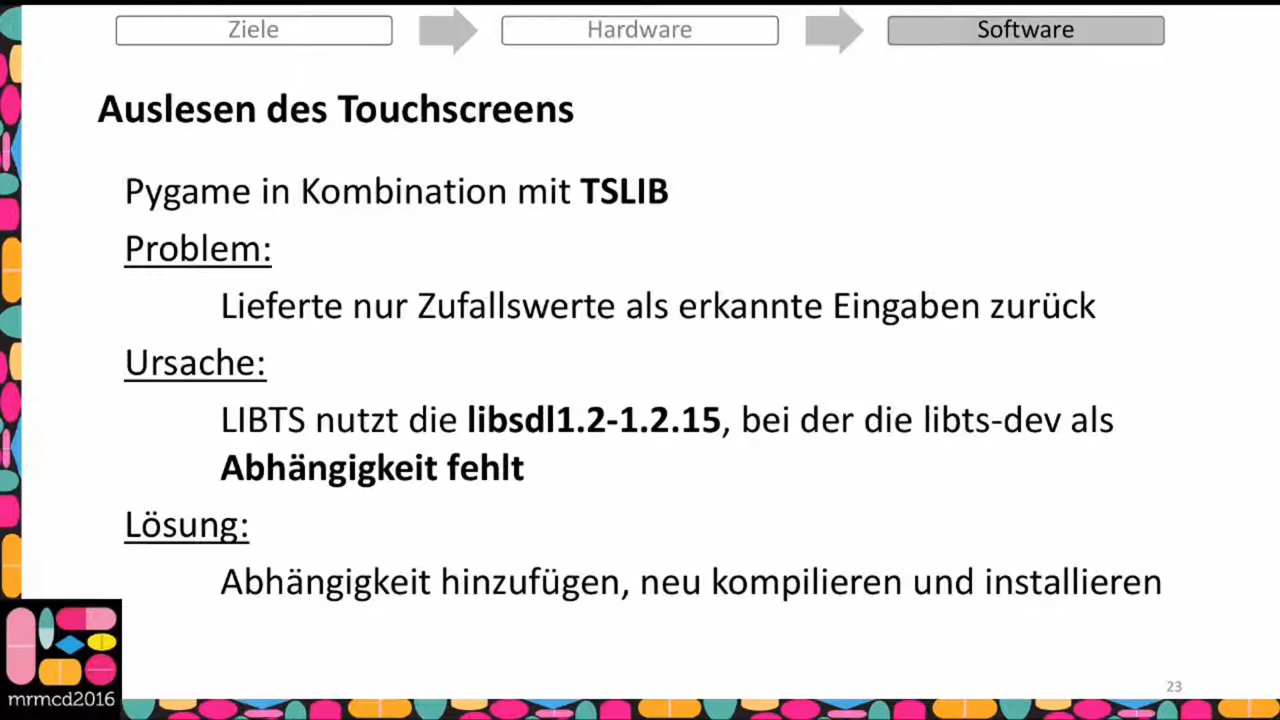 Ziele
Hardware
Software
Auslesen des Touchscreens
Pygame in Kombination mit TSLIB
Problem:
Lieferte nur Zufallswerte als erkannte Eingaben zurück
Ursache:
LIBTS nutzt die libsdl1.2-1.2.15, bei der die libts-dev als
Abhängigkeit fehlt
Lösung:
Abhängigkeit hinzufügen, neu kompilieren und installieren
mrmcd2016
23